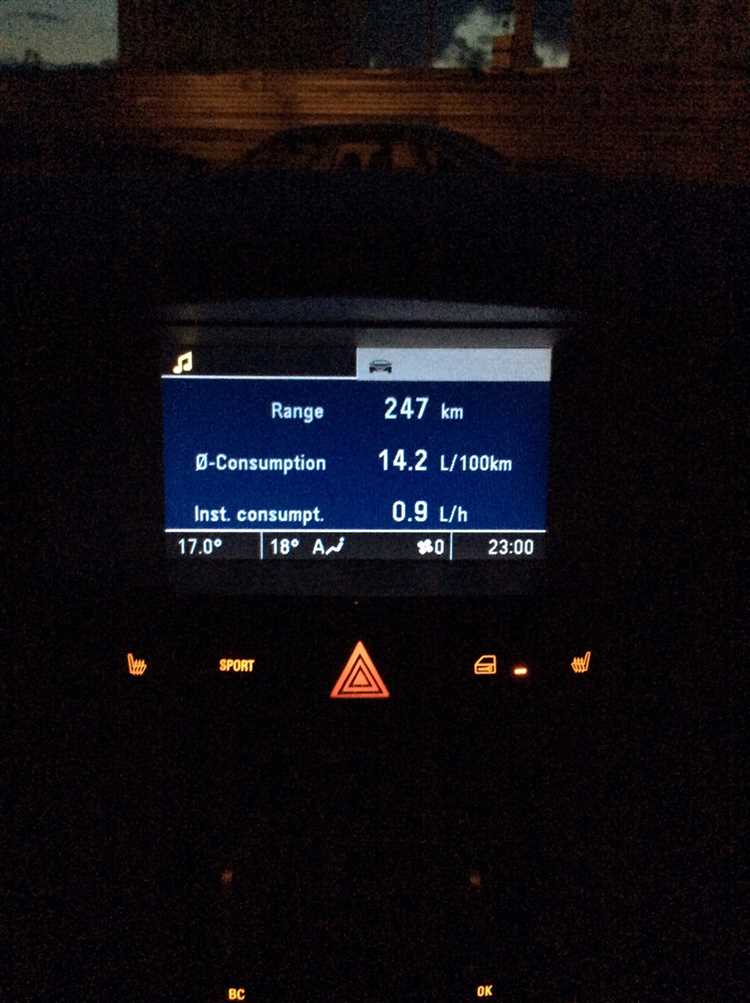 Range 247 km
Ø-Consumption 14.2 L/100km
Inst. consumpt. 0.9 L/h
17.0° 18° A 0 23:00
SPORT
BC OK